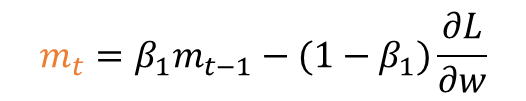 m_t = β_1 m_{t−1} − (1 − β_1) ∂L/∂w